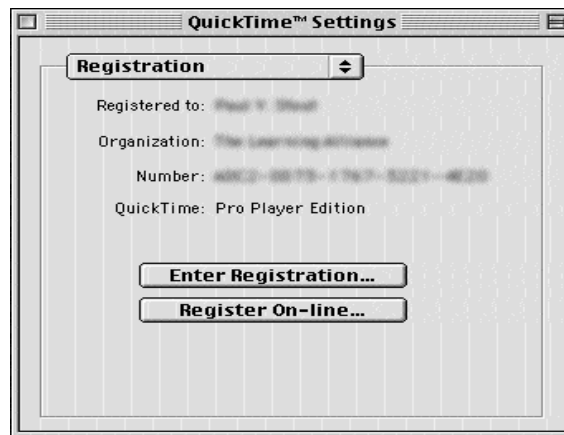 QuickTime™ Settings
Registration
Registered to:
Organization:
Number:
QuickTime: Pro Player Edition
Enter Registration...
Register On-line...